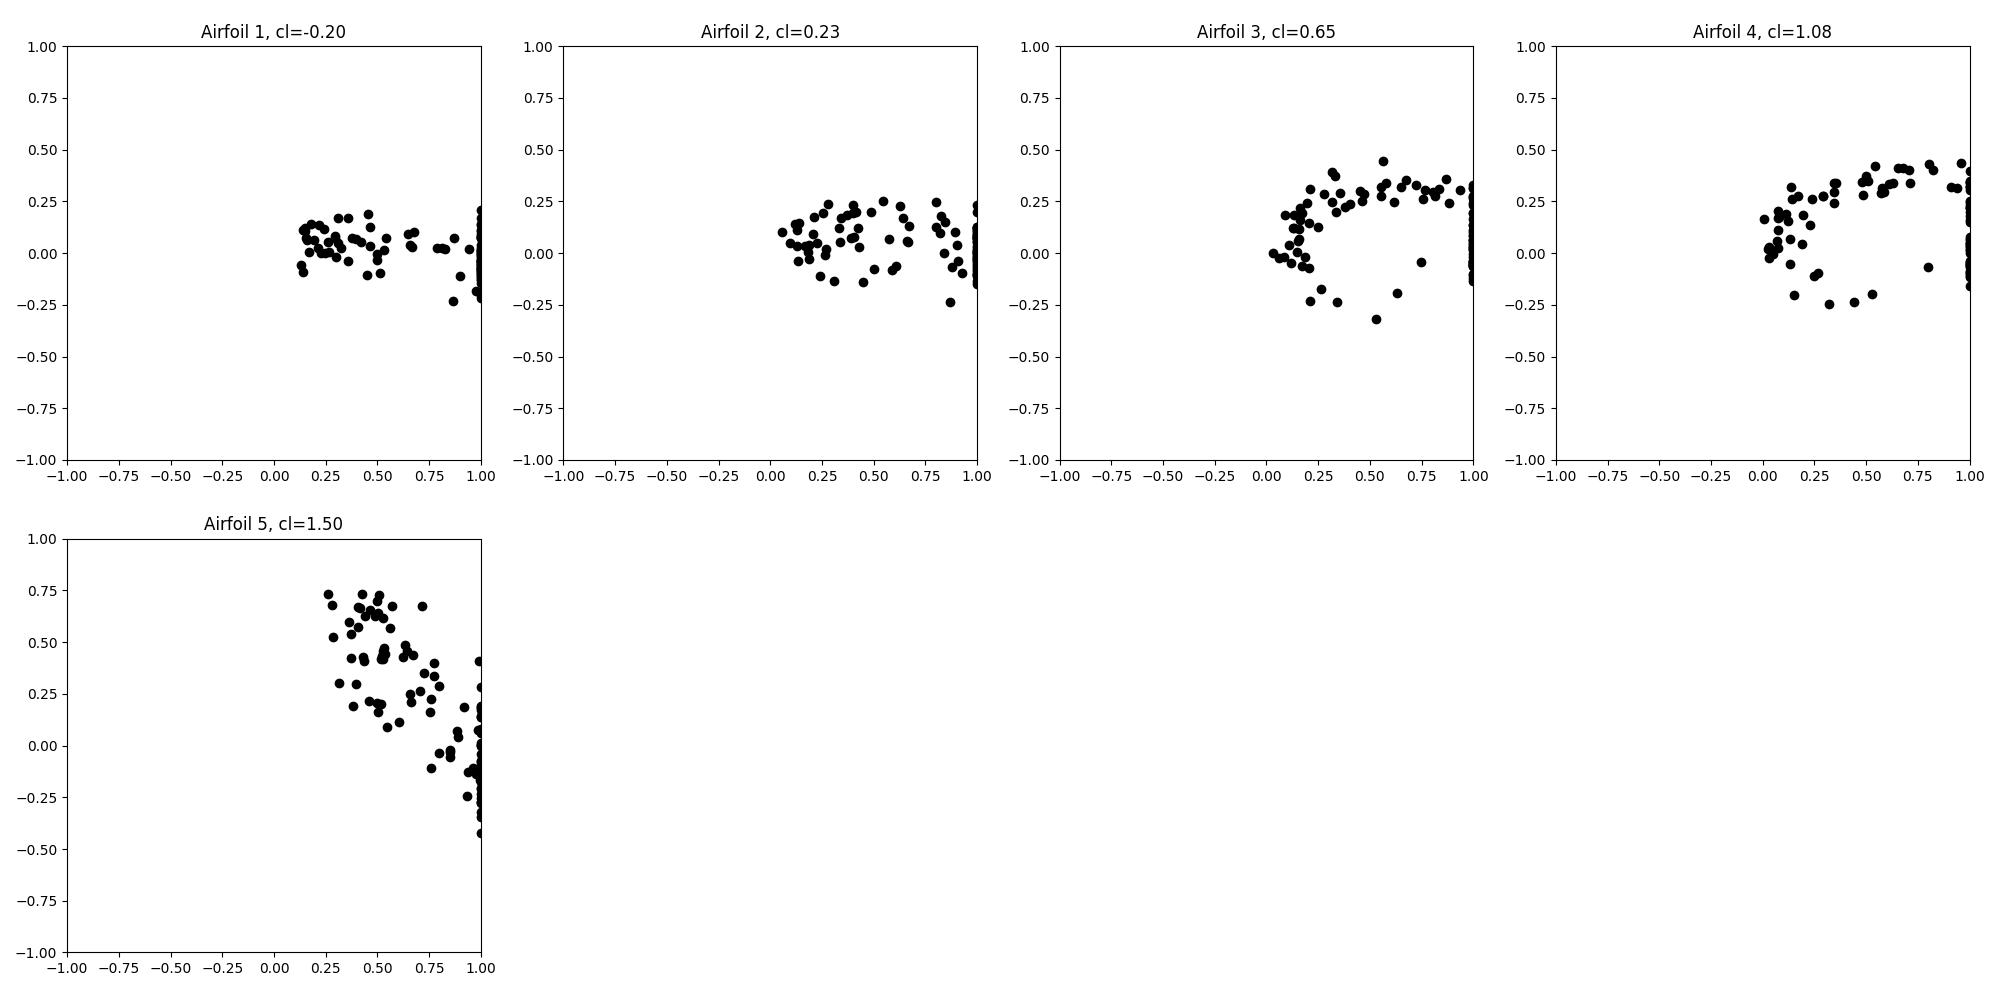 Airfoil 1, cl=-0.20
Airfoil 2, cl=0.23
Airfoil 3, cl=0.65
Airfoil 4, cl=1.08
1.00 1.00 1.00 1.00
0.75 0.75 0.75 0.75
0.50 0.50 0.50 0.50
0.25 0.25 0.25 0.25
0.00 0.00 0.00 0.00
−0.25 −0.25 −0.25 −0.25
−0.50 −0.50 −0.50 −0.50
−0.75 −0.75 −0.75 −0.75
−1.00 −1.00 −1.00 −1.00
−1.00 −0.75 −0.50 −0.25 0.00 0.25 0.50 0.75 1.00
−1.00 −0.75 −0.50 −0.25 0.00 0.25 0.50 0.75 1.00
−1.00 −0.75 −0.50 −0.25 0.00 0.25 0.50 0.75 1.00
−1.00 −0.75 −0.50 −0.25 0.00 0.25 0.50 0.75 1.00
Airfoil 5, cl=1.50
1.00
0.75
0.50
0.25
0.00
−0.25
−0.50
−0.75
−1.00
−1.00 −0.75 −0.50 −0.25 0.00 0.25 0.50 0.75 1.00